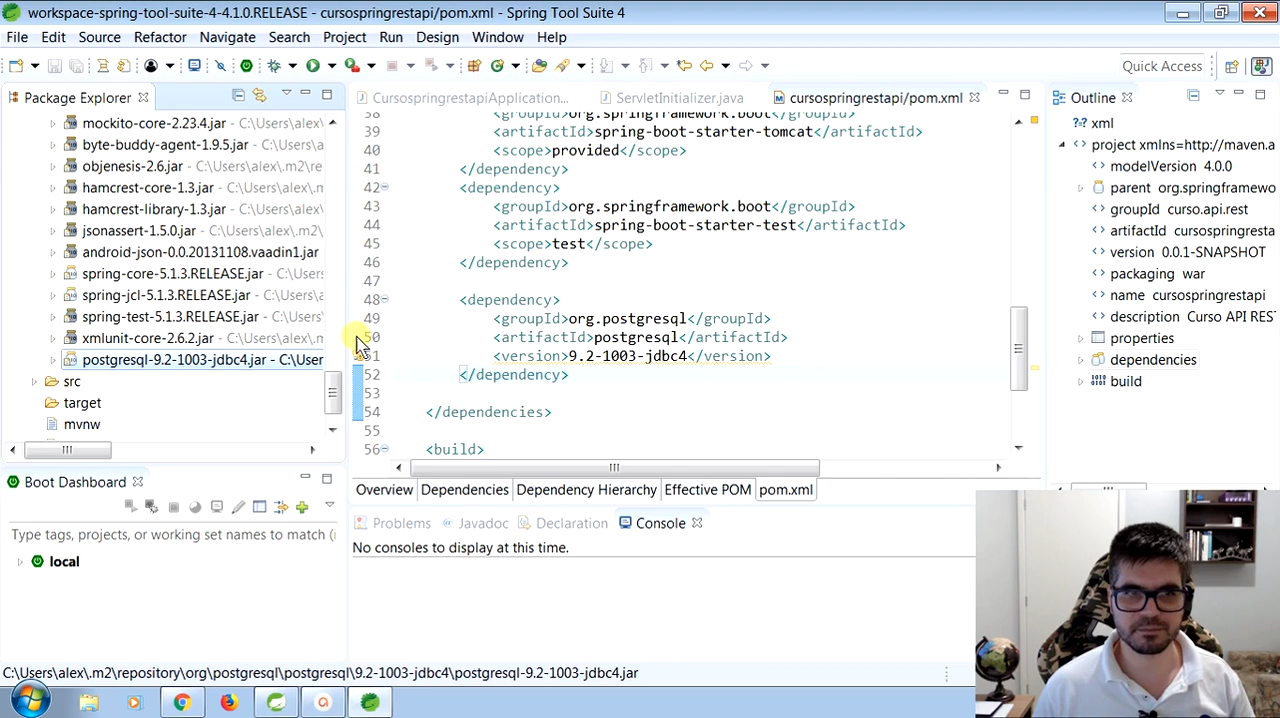 workspace-spring-tool-suite-4-4.1.0.RELEASE - cursospringrestapi/pom.xml - Spring Tool Suite 4
File Edit Source Refactor Navigate Search Project Run Design Window Help
Quick Access
Package Explorer
mockito-core-2.23.4.jar - C:\Users\alex\.m
byte-buddy-agent-1.9.5.jar - C:\Users\
objenesis-2.6.jar - C:\Users\alex\.m2\re
hamcrest-core-1.3.jar - C:\Users\alex\.m
hamcrest-library-1.3.jar - C:\Users\alex\
jsonassert-1.5.0.jar - C:\Users\alex\.m2\
android-json-0.0.20131108.vaadin1.jar
spring-core-5.1.3.RELEASE.jar - C:\Users
spring-jcl-5.1.3.RELEASE.jar - C:\Users\a
spring-test-5.1.3.RELEASE.jar - C:\Users
xmlunit-core-2.6.2.jar - C:\Users\alex\.m
postgresql-9.2-1003-jdbc4.jar - C:\User
src
target
mvnw
Boot Dashboard
Type tags, projects, or working set names to match (i
local
CursospringrestapiApplication...
ServletInitializer.java
cursospringrestapi/pom.xml
38 <groupId>org.springframework.boot</groupId>
39 <artifactId>spring-boot-starter-tomcat</artifactId>
40 <scope>provided</scope>
41 </dependency>
42 <dependency>
43 <groupId>org.springframework.boot</groupId>
44 <artifactId>spring-boot-starter-test</artifactId>
45 <scope>test</scope>
46 </dependency>
47
48 <dependency>
49 <groupId>org.postgresql</groupId>
50 <artifactId>postgresql</artifactId>
51 <version>9.2-1003-jdbc4</version>
52 </dependency>
53
54 </dependencies>
55
56 <build>
Overview Dependencies Dependency Hierarchy Effective POM pom.xml
Problems Javadoc Declaration Console
No consoles to display at this time.
Outline
xml
project xmlns=http://maven.a
modelVersion 4.0.0
parent org.springframewo
groupId curso.api.rest
artifactId cursospringresta
version 0.0.1-SNAPSHOT
packaging war
name cursospringrestapi
description Curso API REST
properties
dependencies
build
C:\Users\alex\.m2\repository\org\postgresql\postgresql\9.2-1003-jdbc4\postgresql-9.2-1003-jdbc4.jar